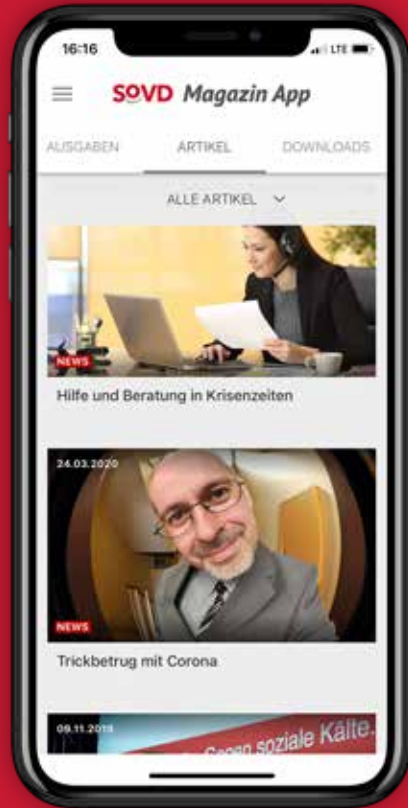 16:16
LTE
SOVD Magazin App
AUSGABEN ARTIKEL DOWNLOADS
ALLE ARTIKEL
NEWS
Hilfe und Beratung in Krisenzeiten
24.03.2020
NEWS
Trickbetrug mit Corona
09.11.2019
Gegen soziale Kälte.